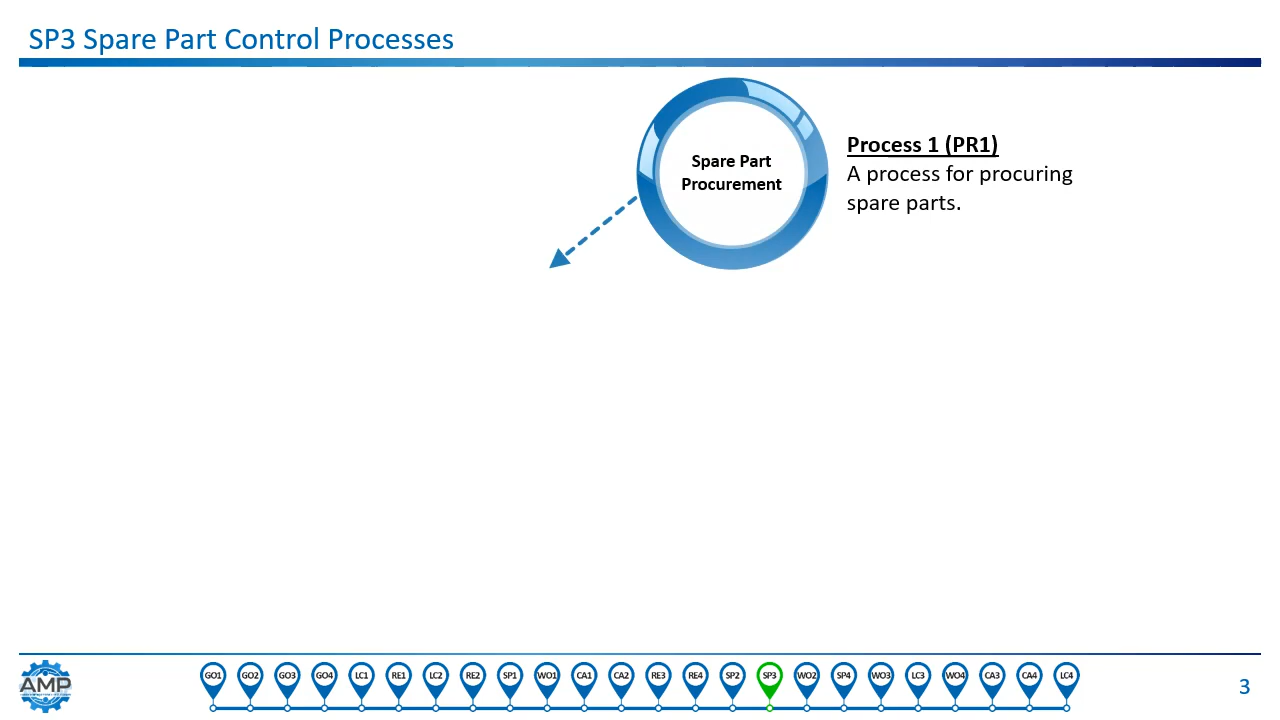 SP3 Spare Part Control Processes
Spare Part
Procurement
Process 1 (PR1)
A process for procuring
spare parts.
AMP
GO1 GO2 GO3 GO4 LC1 RE1 LC2 RE2 SP1 WO1 CA1 CA2 RE3 RE4 SP2 SP3 WO2 SP4 WO3 LC3 WO4 CA3 CA4 LC4
3